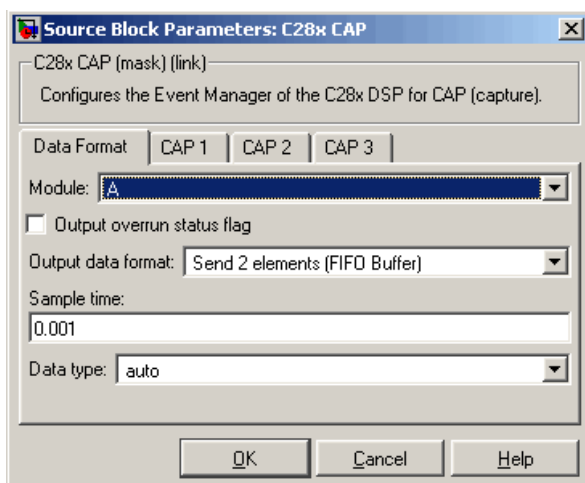 Source Block Parameters: C28x CAP
C28x CAP (mask) (link)
Configures the Event Manager of the C28x DSP for CAP (capture).
Data Format CAP 1 CAP 2 CAP 3
Module: A
Output overrun status flag
Output data format: Send 2 elements (FIFO Buffer)
Sample time:
0.001
Data type: auto
OK Cancel Help